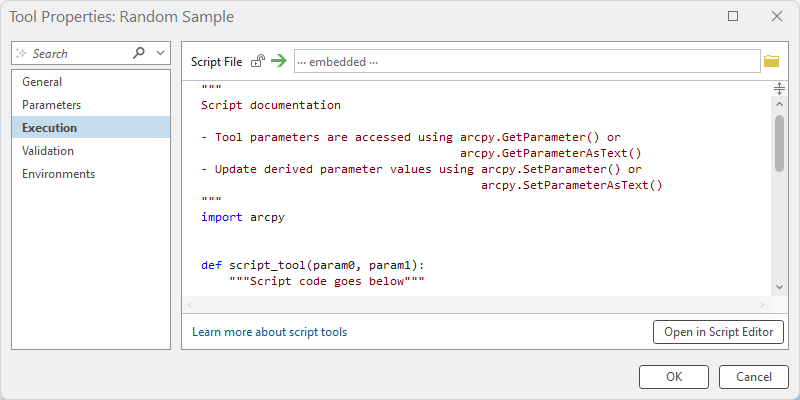 Tool Properties: Random Sample
Search
General
Parameters
Execution
Validation
Environments
Script File
··· embedded ···
"""
Script documentation
- Tool parameters are accessed using arcpy.GetParameter() or
arcpy.GetParameterAsText()
- Update derived parameter values using arcpy.SetParameter() or
arcpy.SetParameterAsText()
"""
import arcpy
def script_tool(param0, param1):
"""Script code goes below"""
Learn more about script tools
Open in Script Editor
OK
Cancel